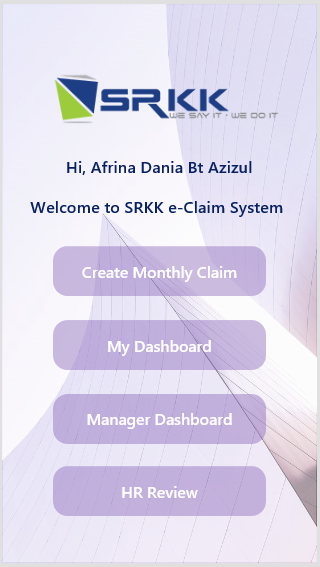 SRKK
WE SAY IT · WE DO IT
Hi, Afrina Dania Bt Azizul
Welcome to SRKK e-Claim System
Create Monthly Claim
My Dashboard
Manager Dashboard
HR Review